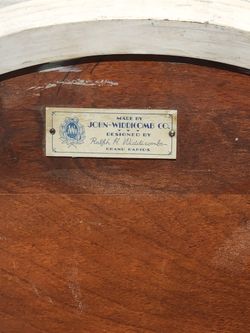 MADE BY
JOHN-WIDDICOMB CO.
DESIGNED BY
Ralph H. Widdicomb
GRAND RAPIDS